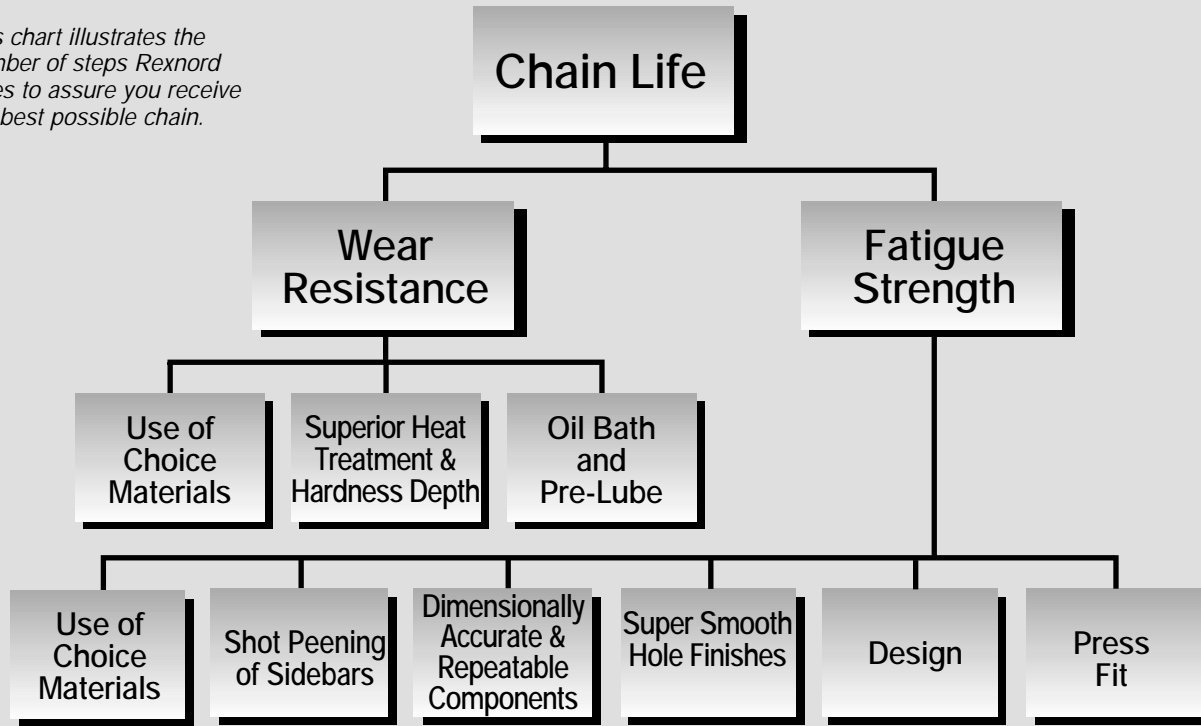 chart illustrates the
of steps Rexnord
to assure you receive
best possible chain.
Chain Life
Wear
Resistance
Fatigue
Strength
Use of
Choice
Materials
Superior Heat
Treatment &
Hardness Depth
Oil Bath
and
Pre-Lube
Use of
Choice
Materials
Shot Peening
of Sidebars
Dimensionally
Accurate &
Repeatable
Components
Super Smooth
Hole Finishes
Design
Press
Fit